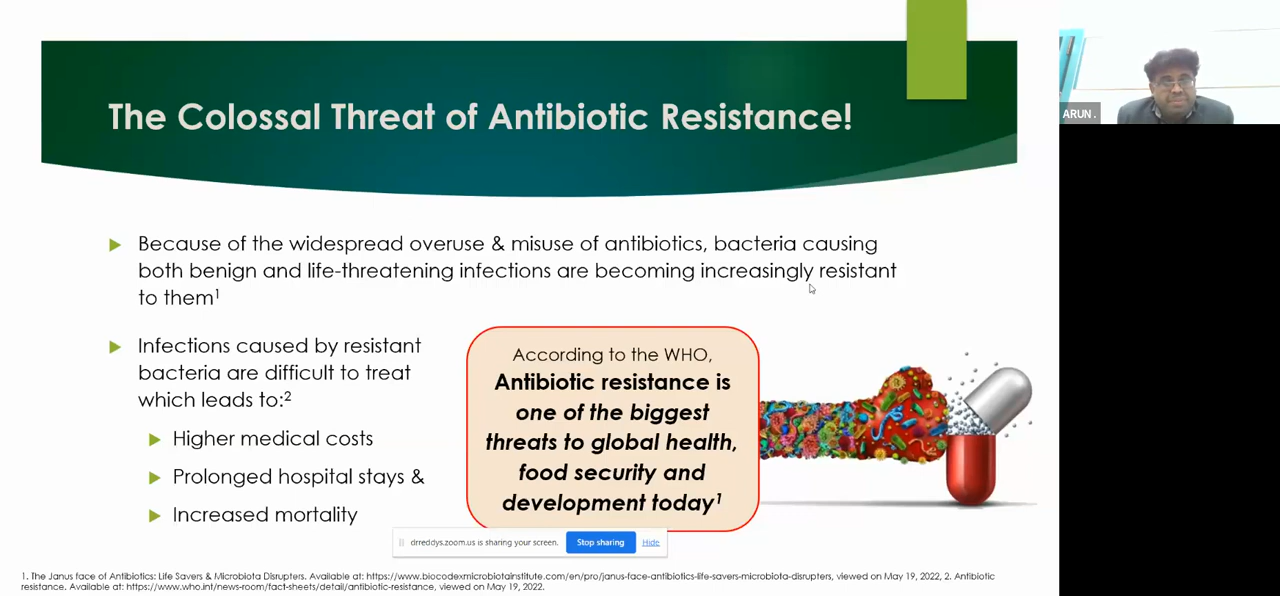 The Colossal Threat of Antibiotic Resistance!
ARUN .
Because of the widespread overuse & misuse of antibiotics, bacteria causing
both benign and life-threatening infections are becoming increasingly resistant
to them1
Infections caused by resistant
bacteria are difficult to treat
which leads to:2
Higher medical costs
Prolonged hospital stays &
Increased mortality
According to the WHO,
Antibiotic resistance is
one of the biggest
threats to global health,
food security and
development today1
drreddys.zoom.us is sharing your screen.
Stop sharing
Hide
1. The Janus face of Antibiotics: Life Savers & Microbiota Disrupters. Available at: https://www.biocodexmicrobiotainstitute.com/en/pro/janus-face-antibiotics-life-savers-microbiota-disrupters, viewed on May 19, 2022, 2. Antibiotic
resistance. Available at: https://www.who.int/news-room/fact-sheets/detail/antibiotic-resistance, viewed on May 19, 2022.